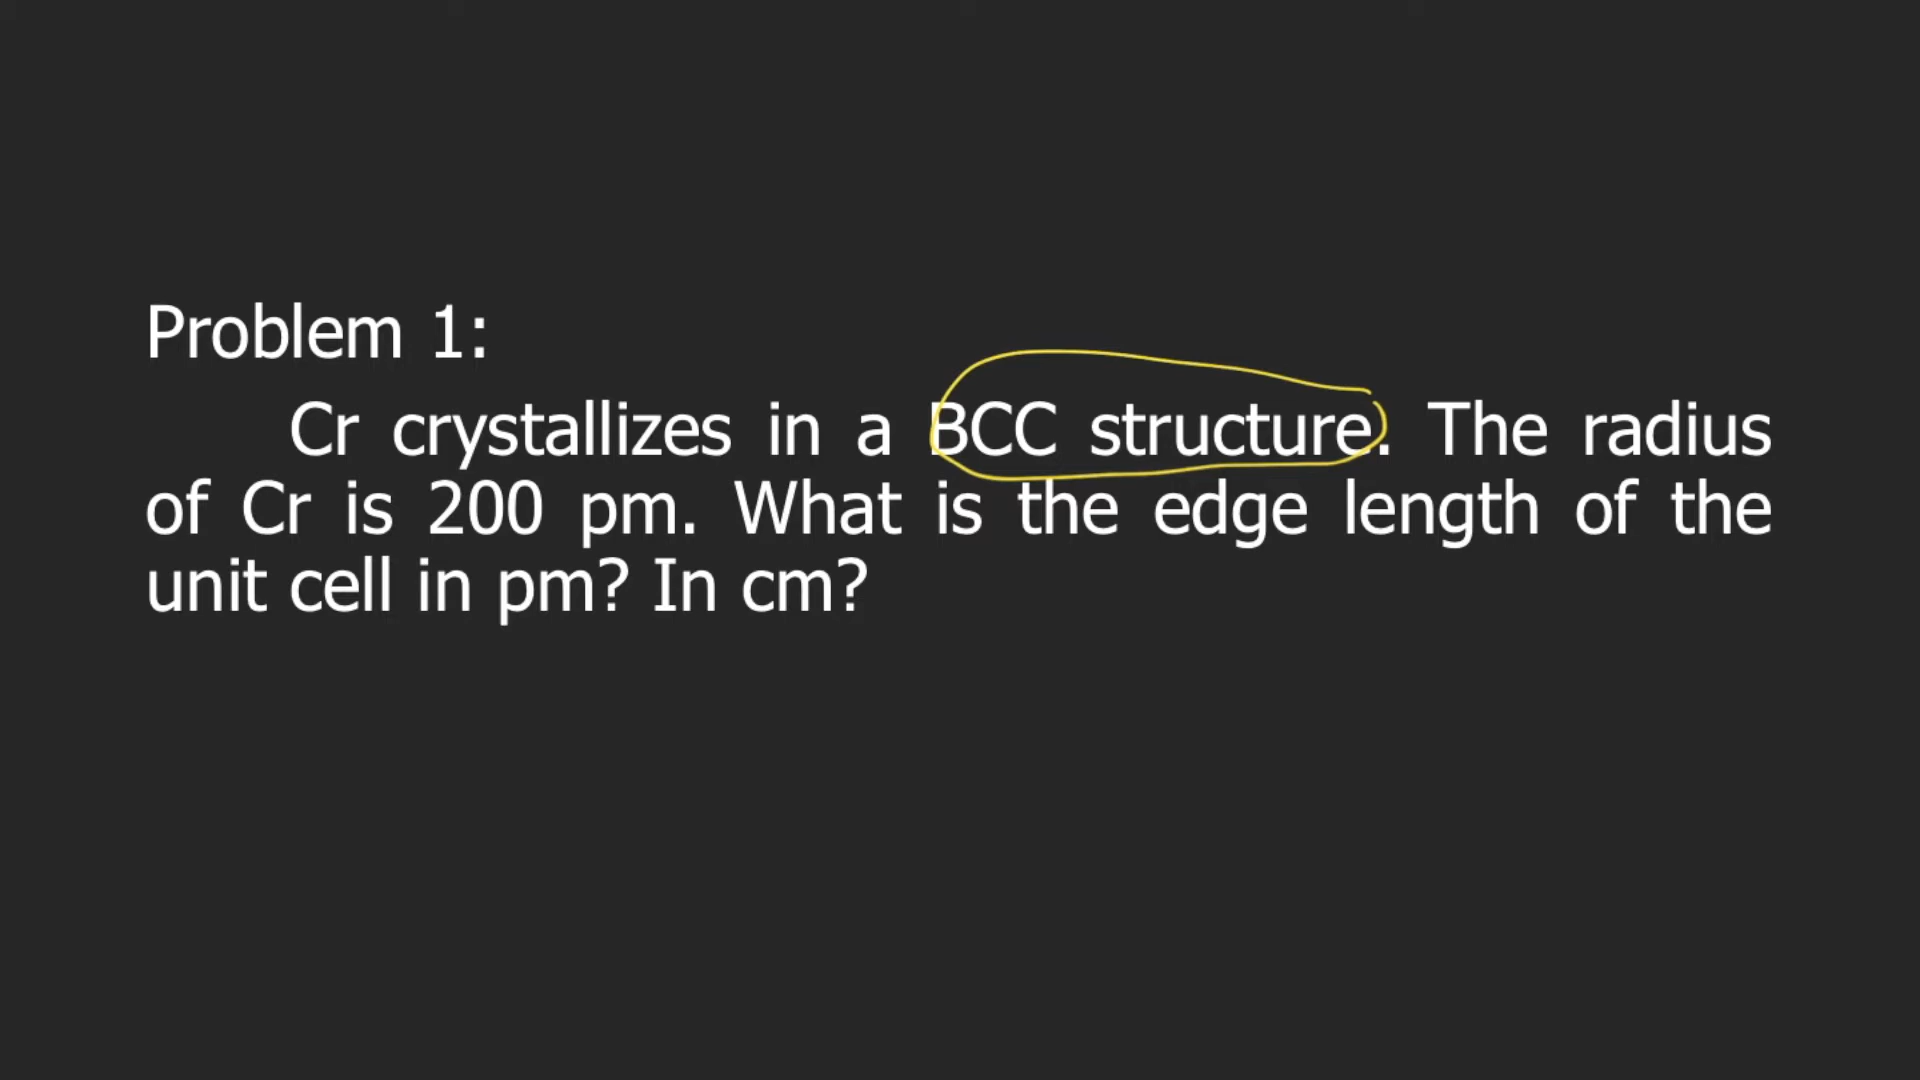 Problem 1:
Cr crystallizes in a BCC structure. The radius
of Cr is 200 pm. What is the edge length of the
unit cell in pm? In cm?